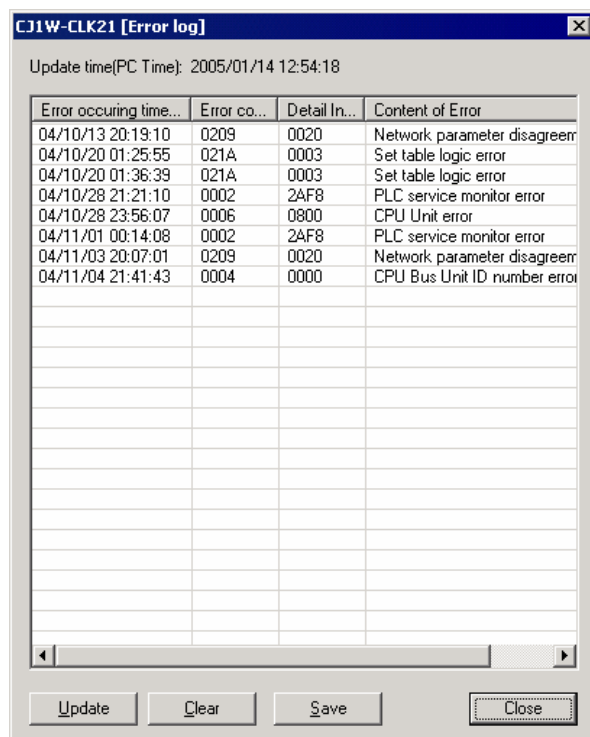 CJ1W-CLK21 [Error log]
Update time(PC Time): 2005/01/14 12:54:18
Error occuring time... Error co... Detail In... Content of Error
04/10/13 20:19:10 0209 0020 Network parameter disagreem
04/10/20 01:25:55 021A 0003 Set table logic error
04/10/20 01:36:39 021A 0003 Set table logic error
04/10/28 21:21:10 0002 2AF8 PLC service monitor error
04/10/28 23:56:07 0006 0800 CPU Unit error
04/11/01 00:14:08 0002 2AF8 PLC service monitor error
04/11/03 20:07:01 0209 0020 Network parameter disagreem
04/11/04 21:41:43 0004 0000 CPU Bus Unit ID number error
Update Clear Save Close